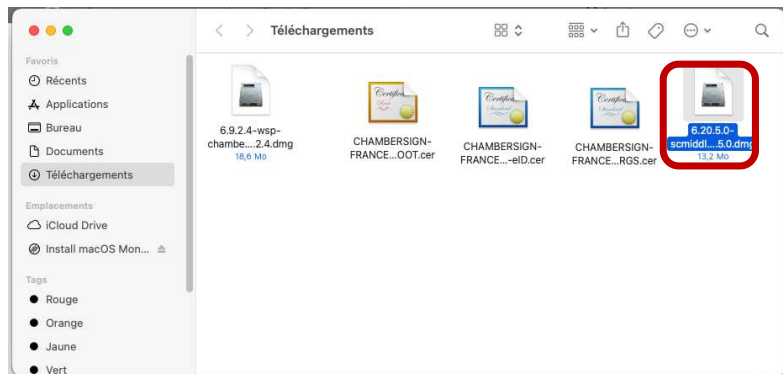 Téléchargements
Favoris
Récents
Applications
Bureau
Documents
Téléchargements
Emplacements
iCloud Drive
Install macOS Mon...
Tags
Rouge
Orange
Jaune
Vert
6.9.2.4-wsp-
chambe....2.4.dmg
18,6 Mo
CHAMBERSIGN-
FRANCE...OOT.cer
CHAMBERSIGN-
FRANCE...-eID.cer
CHAMBERSIGN-
FRANCE...RGS.cer
6.20.5.0-
scmiddl....5.0.dmg
13,2 Mo